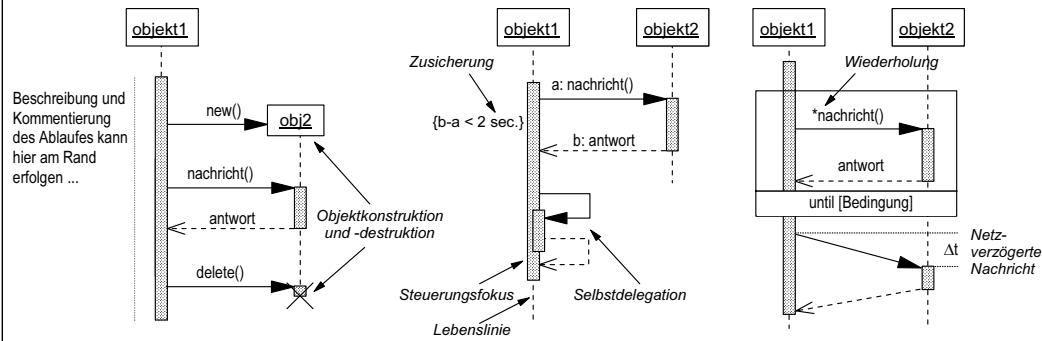 objekt1
Beschreibung und
Kommentierung
des Ablaufes kann
hier am Rand
erfolgen ...
new()
obj2
nachricht()
antwort
Objektkonstruktion
und -destruktion
delete()
objekt1
objekt2
Zusicherung
a: nachricht()
{b-a < 2 sec.}
b: antwort
Steuerungsfokus
Selbstdelegation
Lebenslinie
objekt1
objekt2
Wiederholung
*nachricht()
antwort
until [Bedingung]
Δt
Netz-
verzögerte
Nachricht